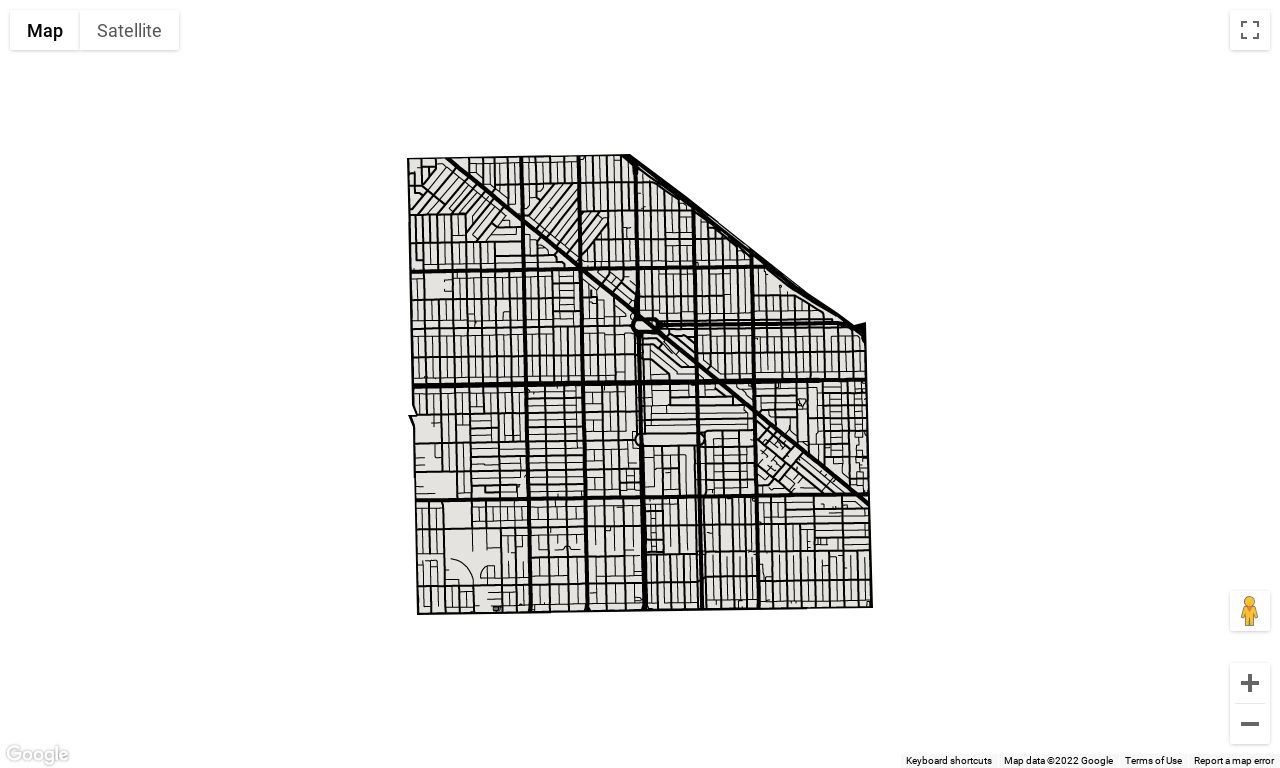 Map Satellite
Google
Keyboard shortcuts Map data ©2022 Google Terms of Use Report a map error